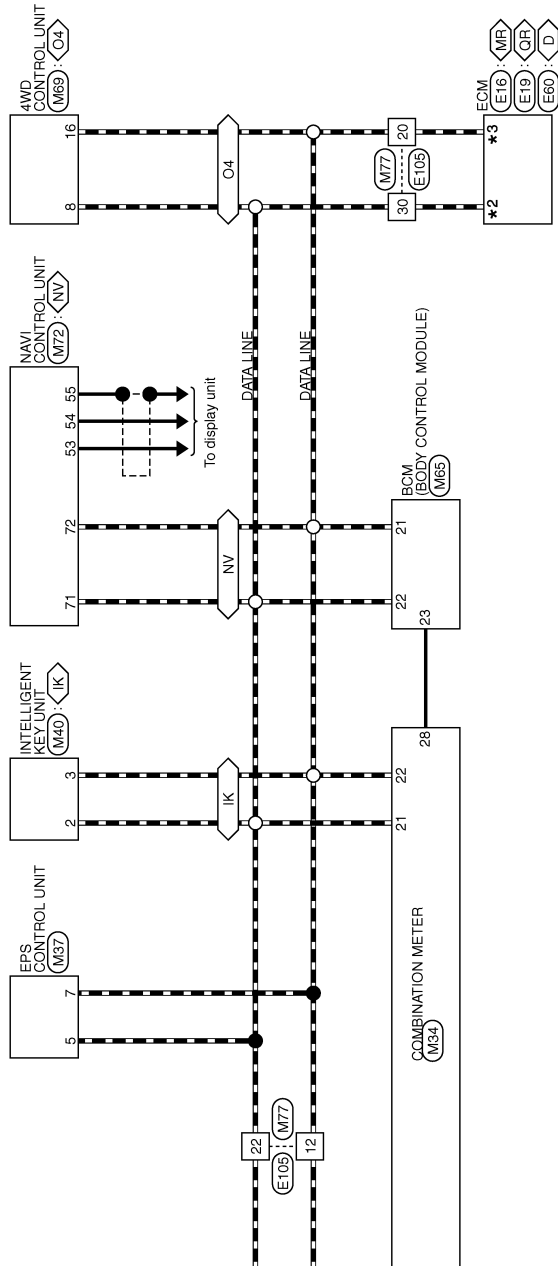 EPS
CONTROL UNIT
M37
INTELLIGENT
KEY UNIT
M40 : IK
NAVI
CONTROL UNIT
M72 : NV
4WD
CONTROL UNIT
M69 : O4
5 7
2 3
71 72 53 54 55
8 16
To display unit
IK
NV
O4
22
E105 M77
12
DATA LINE
DATA LINE
M77
30 20
E105
COMBINATION METER
M34
21 22
28
23
22 21
BCM
(BODY CONTROL MODULE)
M65
*2 *3
ECM
E16 : MR
E19 : QR
E60 : D